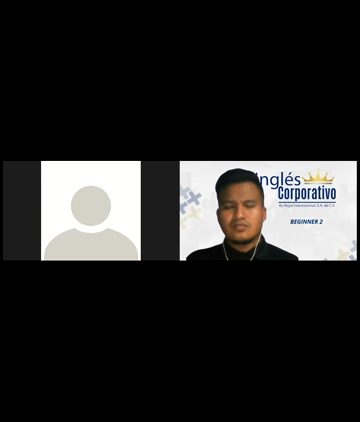 Inglés
Corporativo
By Royal International, S.A. de C.V.
BEGINNER 2